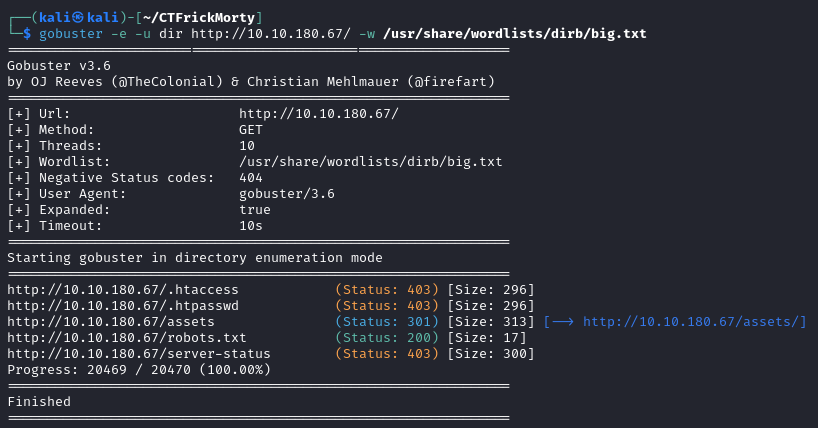 ┌──(kali㉿kali)-[~/CTFrickMorty]
└─$ gobuster -e -u dir http://10.10.180.67/ -w /usr/share/wordlists/dirb/big.txt
===============================================================
Gobuster v3.6
by OJ Reeves (@TheColonial) & Christian Mehlmauer (@firefart)
===============================================================
[+] Url:                     http://10.10.180.67/
[+] Method:                  GET
[+] Threads:                 10
[+] Wordlist:                /usr/share/wordlists/dirb/big.txt
[+] Negative Status codes:   404
[+] User Agent:              gobuster/3.6
[+] Expanded:                true
[+] Timeout:                 10s
===============================================================
Starting gobuster in directory enumeration mode
===============================================================
http://10.10.180.67/.htaccess            (Status: 403) [Size: 296]
http://10.10.180.67/.htpasswd            (Status: 403) [Size: 296]
http://10.10.180.67/assets               (Status: 301) [Size: 313] [--> http://10.10.180.67/assets/]
http://10.10.180.67/robots.txt           (Status: 200) [Size: 17]
http://10.10.180.67/server-status        (Status: 403) [Size: 300]
Progress: 20469 / 20470 (100.00%)
===============================================================
Finished
===============================================================